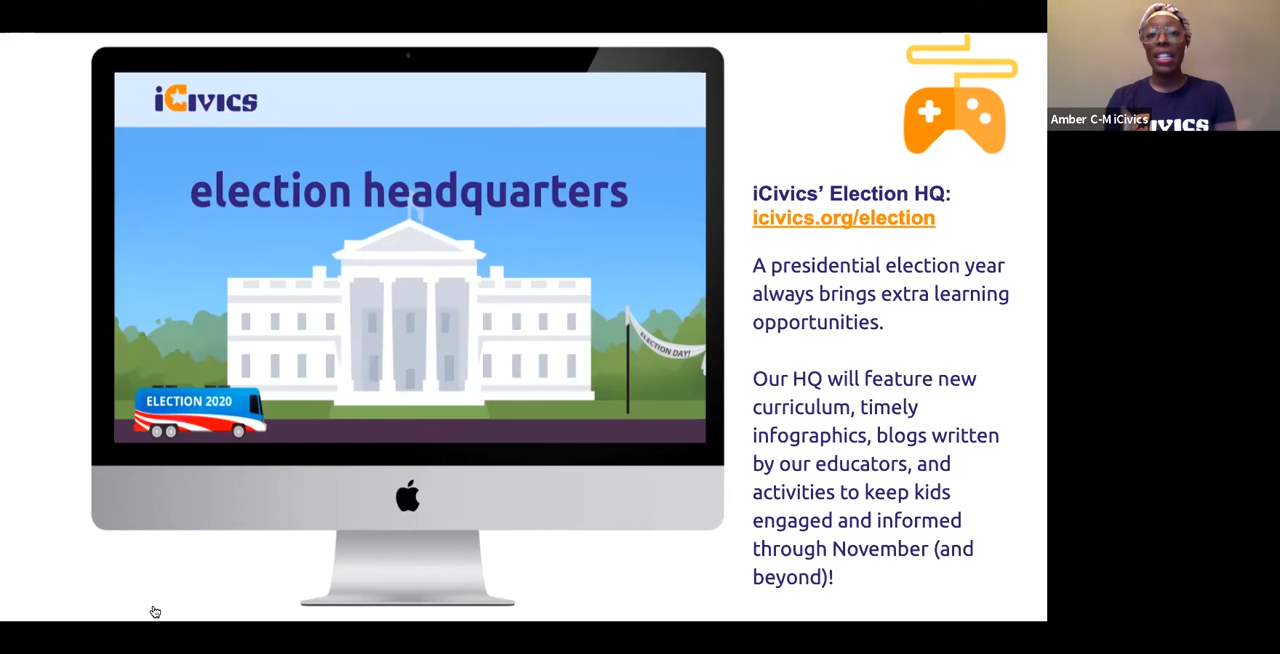 iCivics
election headquarters
ELECTION DAY!
ELECTION 2020
iCivics’ Election HQ:
icivics.org/election
A presidential election year
always brings extra learning
opportunities.
Our HQ will feature new
curriculum, timely
infographics, blogs written
by our educators, and
activities to keep kids
engaged and informed
through November (and
beyond)!
Amber C-M iCivics
IVICS